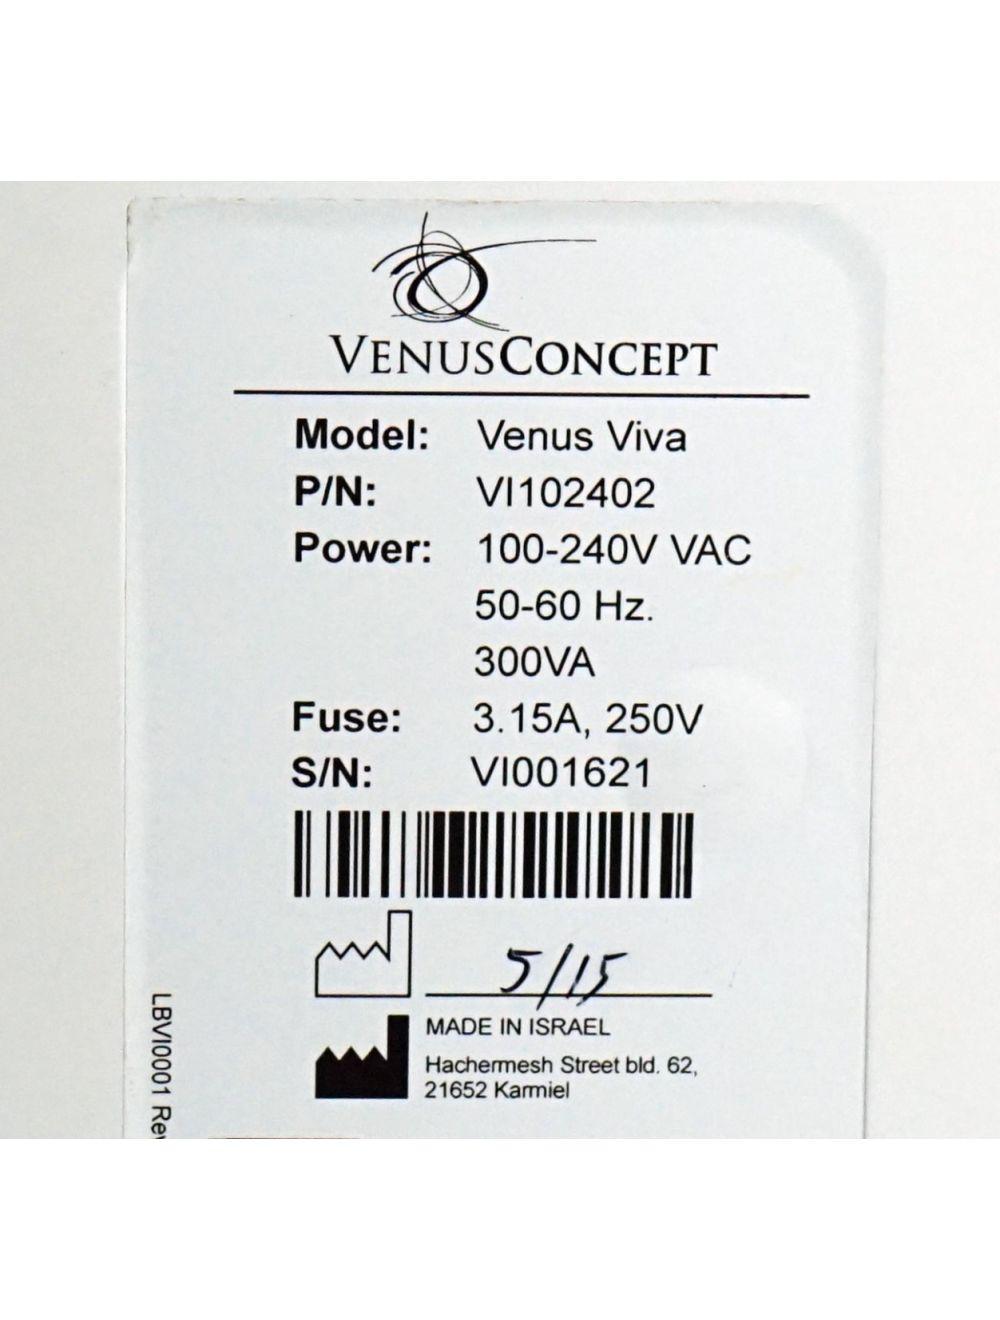 VENUSCONCEPT
Model: Venus Viva
P/N: VI102402
Power: 100-240V VAC
50-60 Hz.
300VA
Fuse: 3.15A, 250V
S/N: VI001621
5/15
MADE IN ISRAEL
Hachermesh Street bld. 62,
21652 Karmiel
LBVI0001 Rev